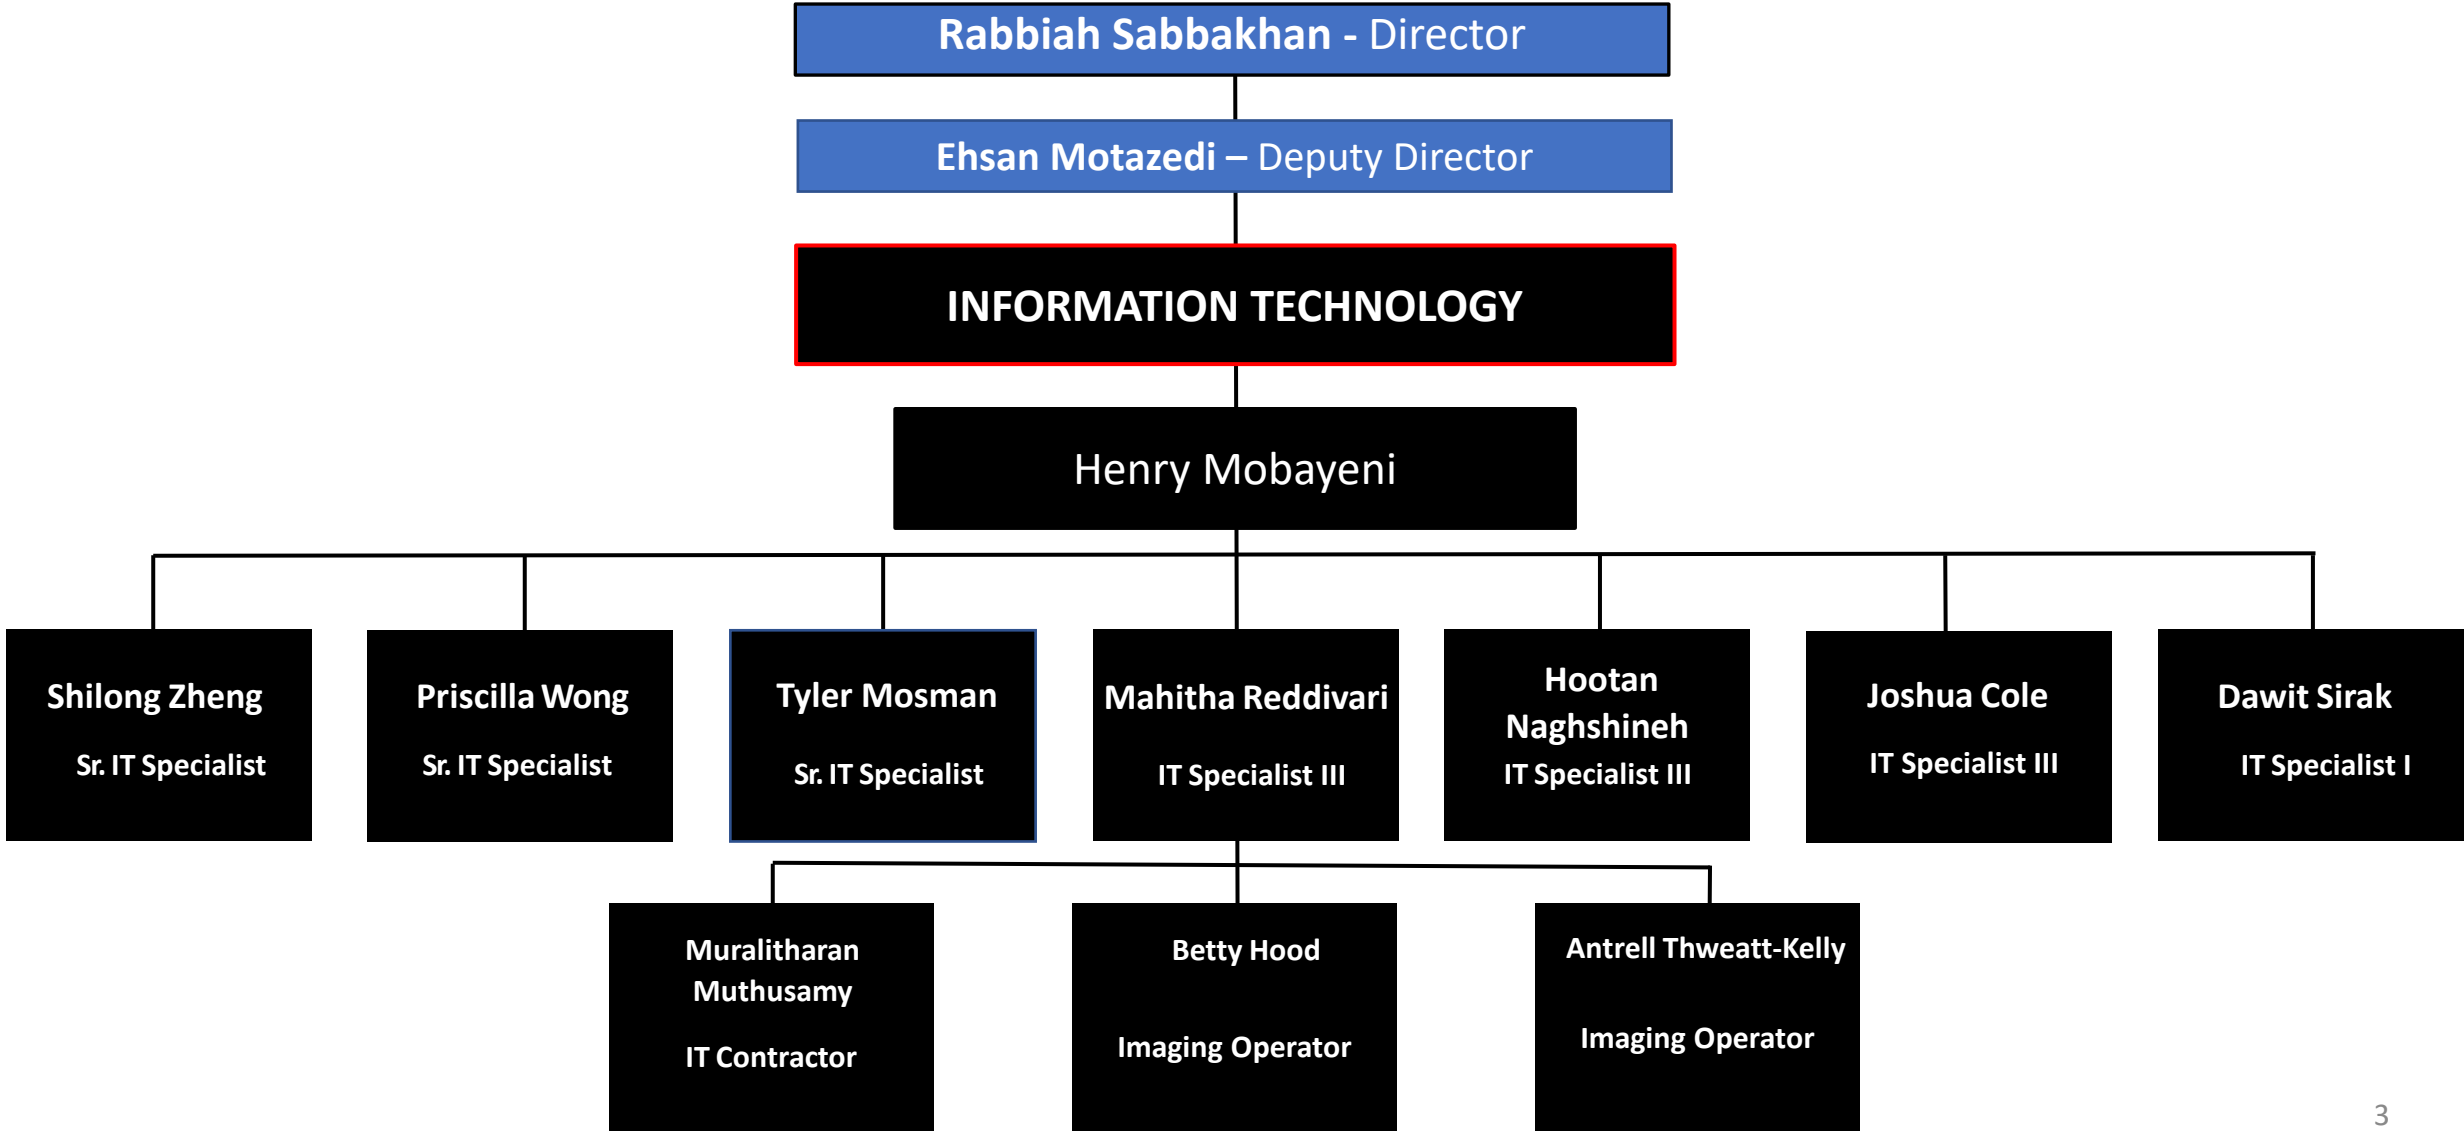 Rabbiah Sabbakhan - Director
Ehsan Motazedi – Deputy Director
INFORMATION TECHNOLOGY
Henry Mobayeni
Shilong Zheng
Sr. IT Specialist
Priscilla Wong
Sr. IT Specialist
Tyler Mosman
Sr. IT Specialist
Mahitha Reddivari
IT Specialist III
Hootan
Naghshineh
IT Specialist III
Joshua Cole
IT Specialist III
Dawit Sirak
IT Specialist I
Muralitharan
Muthusamy
IT Contractor
Betty Hood
Imaging Operator
Antrell Thweatt-Kelly
Imaging Operator
3